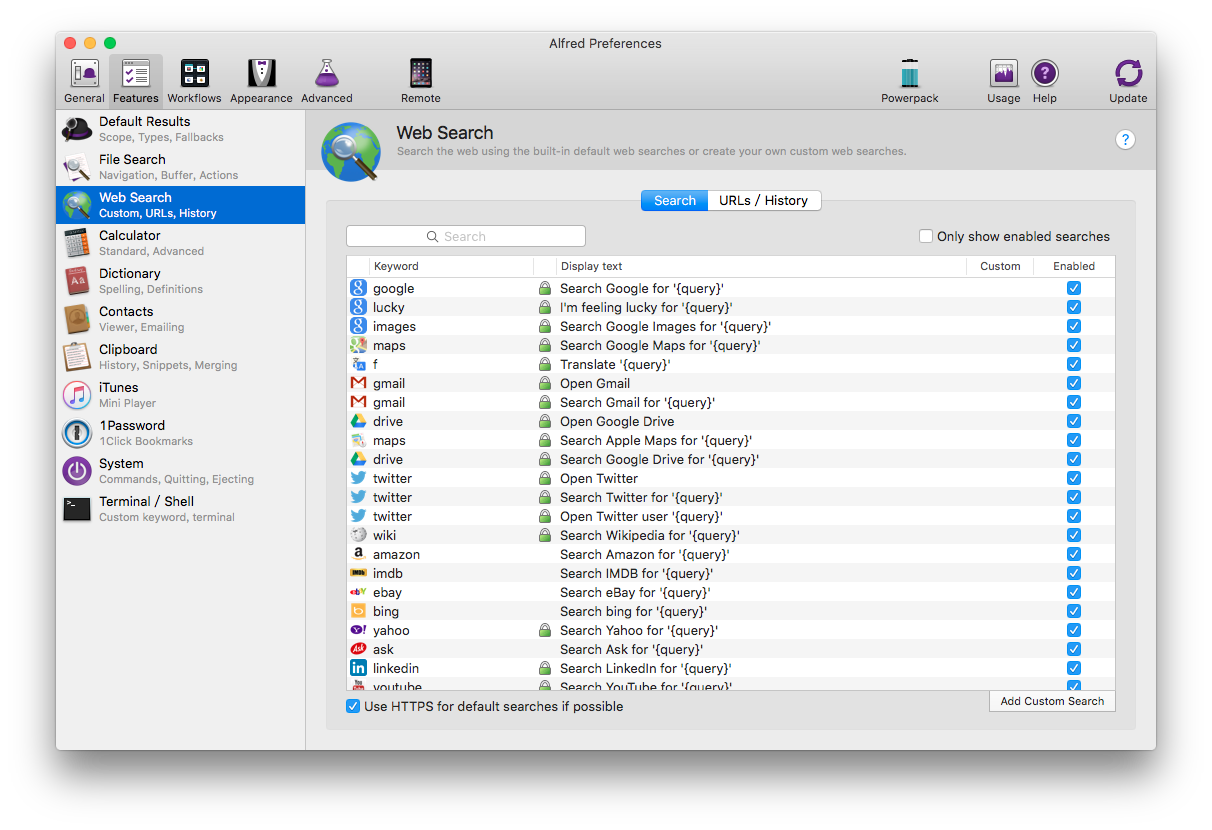 Alfred Preferences
General Features Workflows Appearance Advanced Remote Powerpack Usage Help Update
Default Results
Scope, Types, Fallbacks
File Search
Navigation, Buffer, Actions
Web Search
Custom, URLs, History
Calculator
Standard, Advanced
Dictionary
Spelling, Definitions
Contacts
Viewer, Emailing
Clipboard
History, Snippets, Merging
iTunes
Mini Player
1Password
1Click Bookmarks
System
Commands, Quitting, Ejecting
Terminal / Shell
Custom keyword, terminal
Web Search
Search the web using the built-in default web searches or create your own custom web searches.
?
Search URLs / History
Search
Only show enabled searches
Keyword Display text Custom Enabled
google Search Google for '{query}'
lucky I'm feeling lucky for '{query}'
images Search Google Images for '{query}'
maps Search Google Maps for '{query}'
f Translate '{query}'
gmail Open Gmail
gmail Search Gmail for '{query}'
drive Open Google Drive
maps Search Apple Maps for '{query}'
drive Search Google Drive for '{query}'
twitter Open Twitter
twitter Search Twitter for '{query}'
twitter Open Twitter user '{query}'
wiki Search Wikipedia for '{query}'
amazon Search Amazon for '{query}'
imdb Search IMDB for '{query}'
ebay Search eBay for '{query}'
bing Search bing for '{query}'
yahoo Search Yahoo for '{query}'
ask Search Ask for '{query}'
linkedin Search LinkedIn for '{query}'
youtube Search YouTube for '{query}'
Use HTTPS for default searches if possible
Add Custom Search